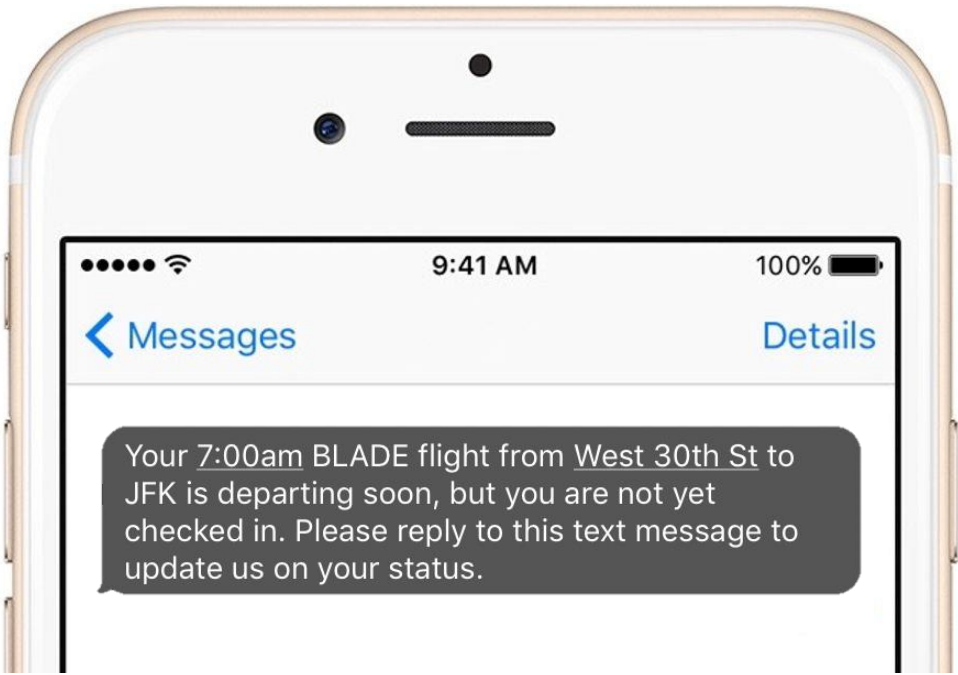 9:41 AM 100%
Messages Details
Your 7:00am BLADE flight from West 30th St to
JFK is departing soon, but you are not yet
checked in. Please reply to this text message to
update us on your status.